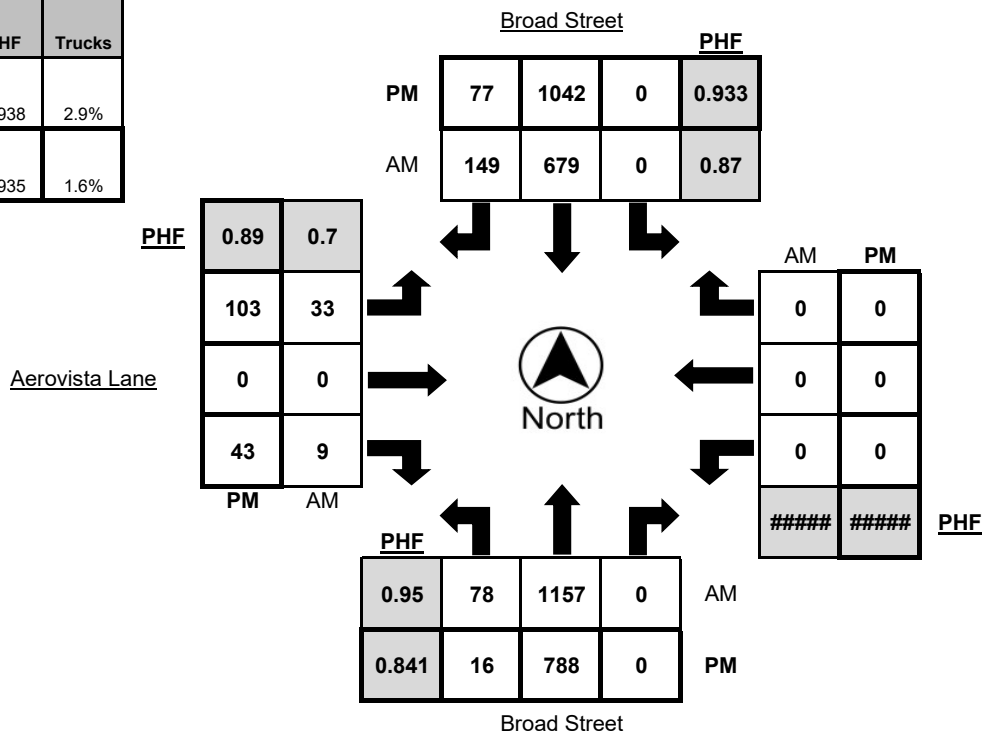 Broad Street
PHF
HF Trucks
PM 77 1042 0 0.933
938 2.9%
AM 149 679 0 0.87
935 1.6%
PHF 0.89 0.7
AM PM
103 33
0 0
Aerovista Lane
0 0
0 0
North
43 9
0 0
PM AM
##### ##### PHF
PHF
0.95 78 1157 0 AM
0.841 16 788 0 PM
Broad Street